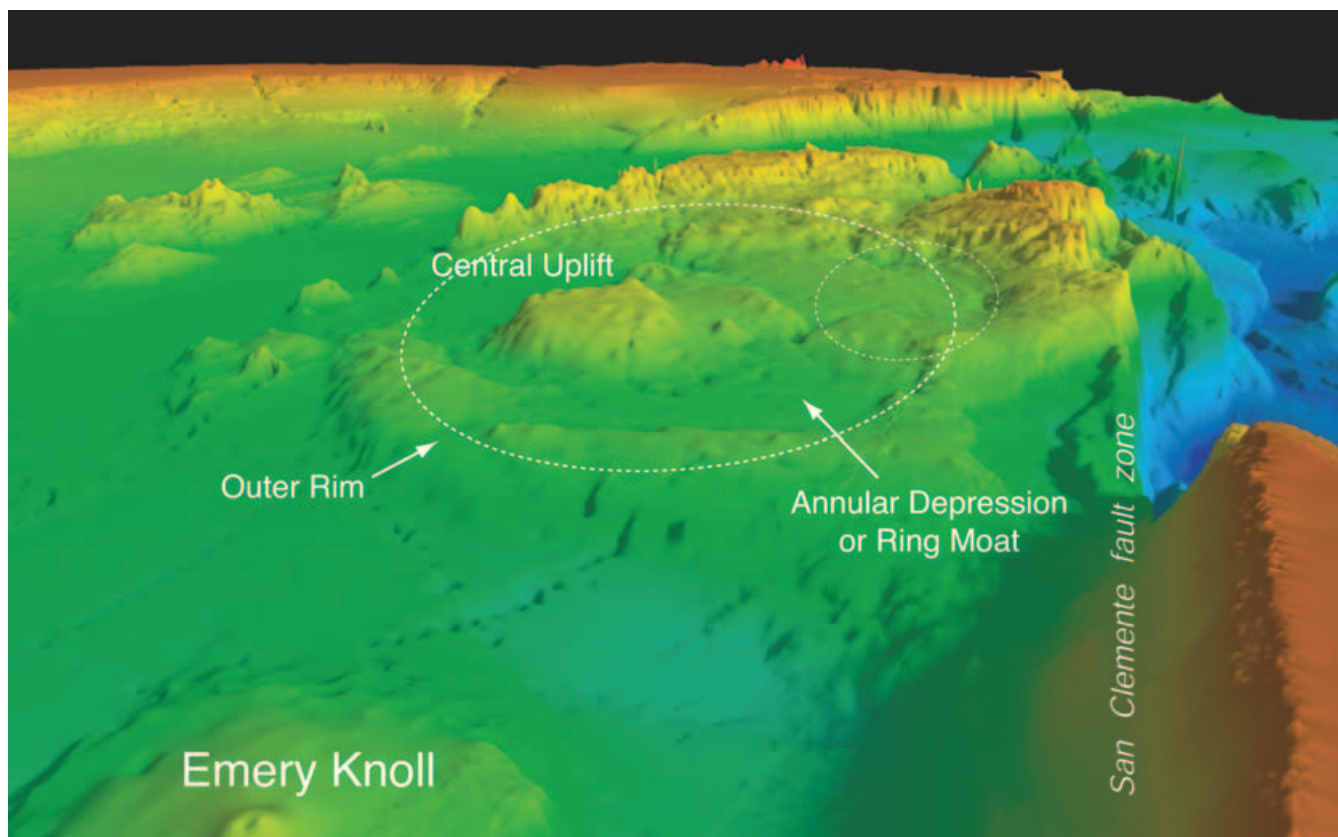 Central Uplift
Outer Rim
Annular Depression
or Ring Moat
San Clemente fault zone
Emery Knoll